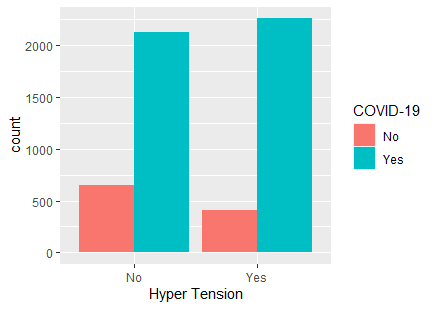 2000
1500
1000
500
0
count
No
Yes
Hyper Tension
COVID-19
No
Yes